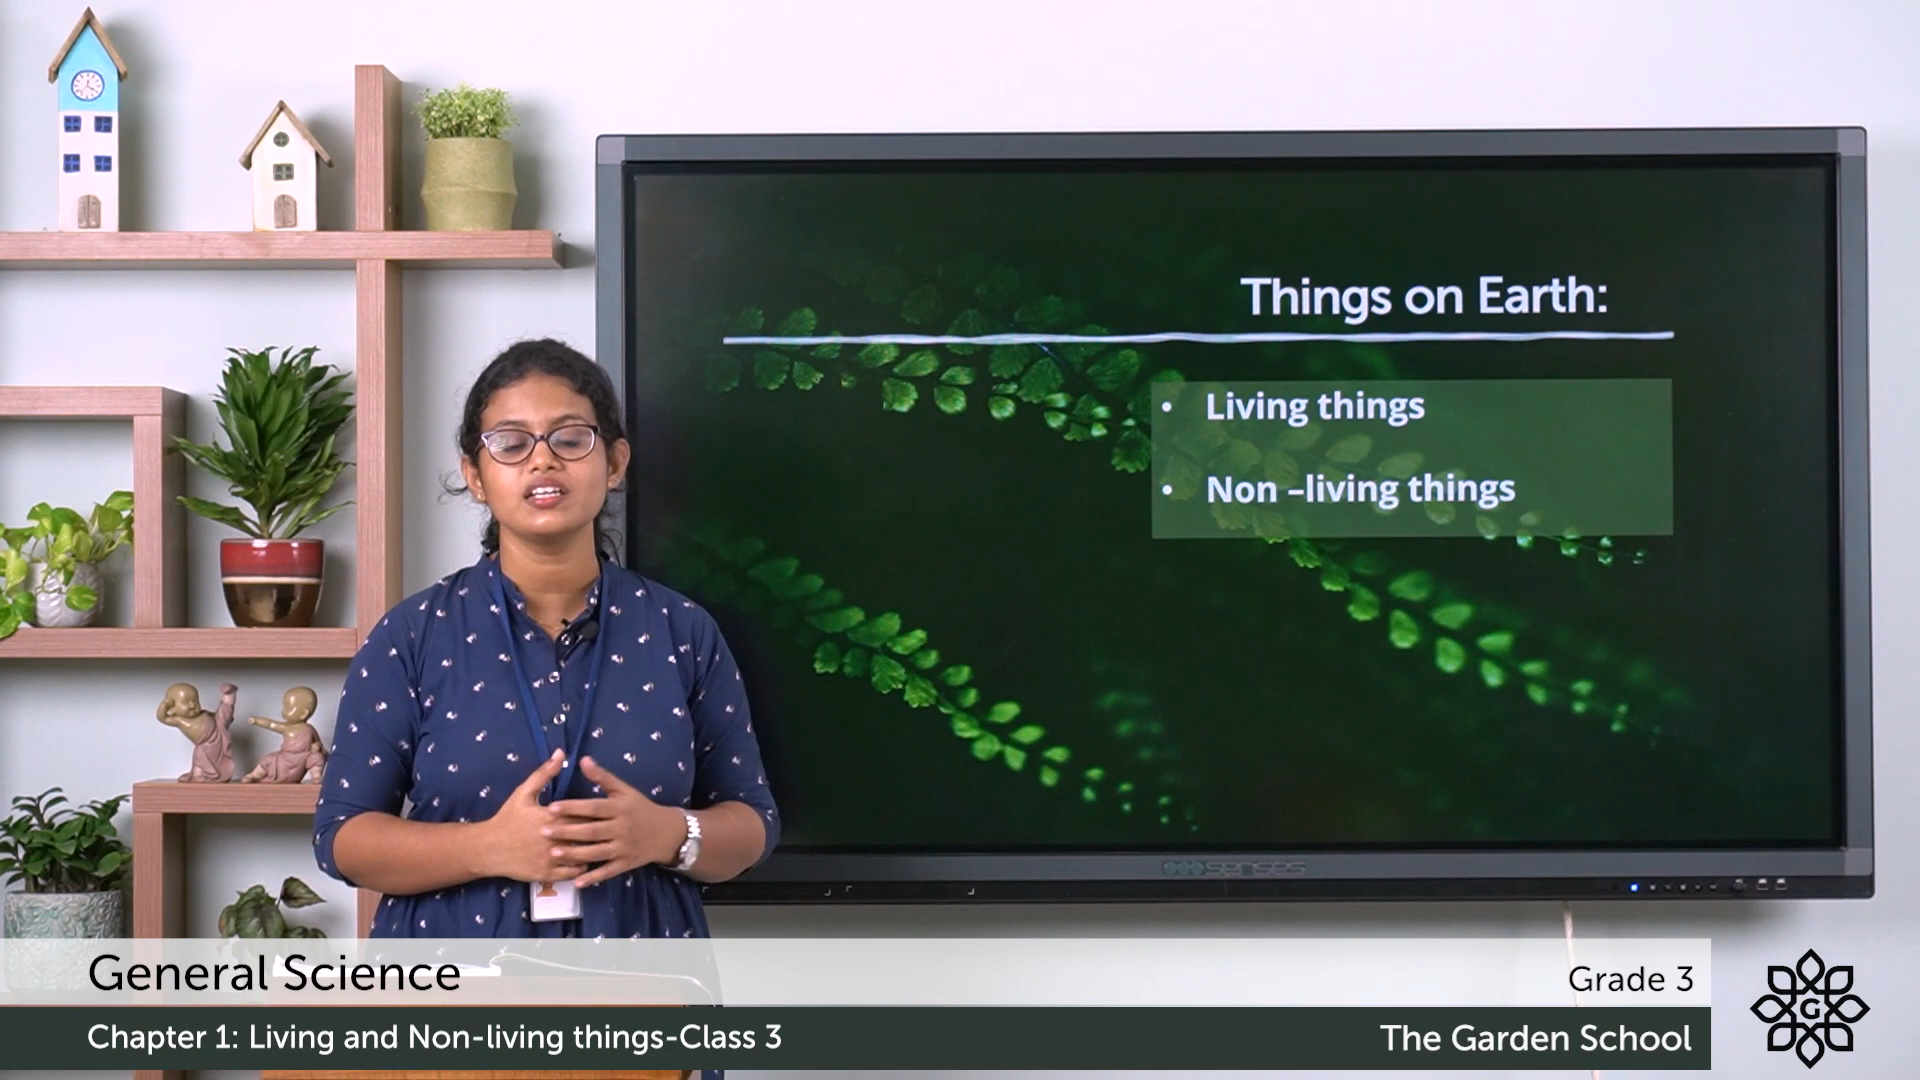 Things on Earth:
• Living things
• Non –living things
senses
General Science
Grade 3
Chapter 1: Living and Non-living things-Class 3
The Garden School
G